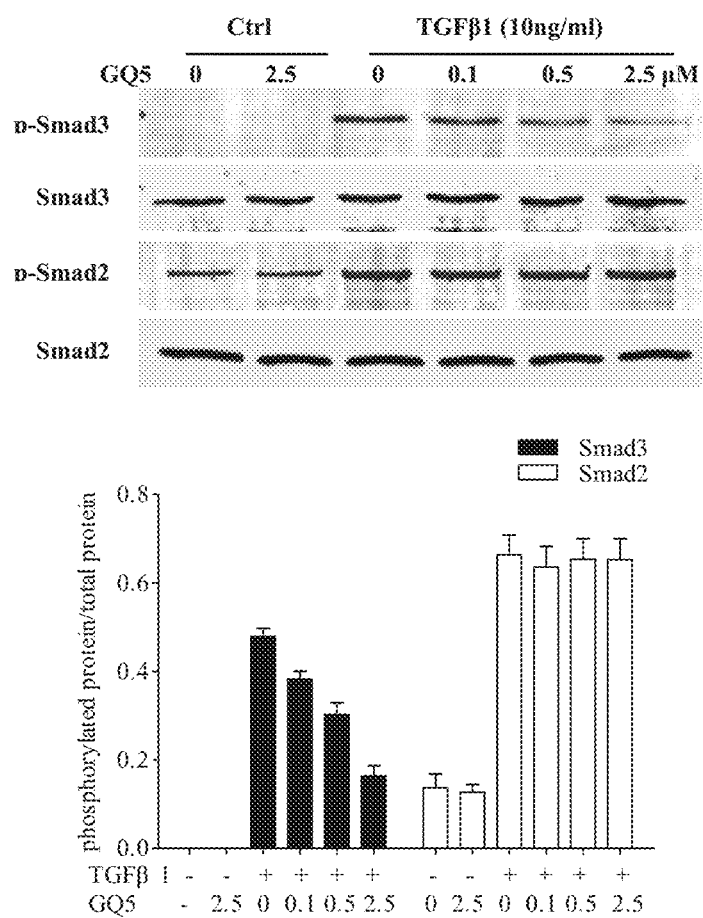 Ctrl TGFβ1 (10ng/ml)
GQ5 0 2.5 0 0.1 0.5 2.5 μM
p-Smad3
Smad3
p-Smad2
Smad2
Smad3
Smad2
phosphorylated protein/total protein
0.8
0.6
0.4
0.2
0.0
TGFβ 1 - - + + + + - - + + + +
GQ5 - 2.5 0 0.1 0.5 2.5 0 2.5 0 0.1 0.5 2.5